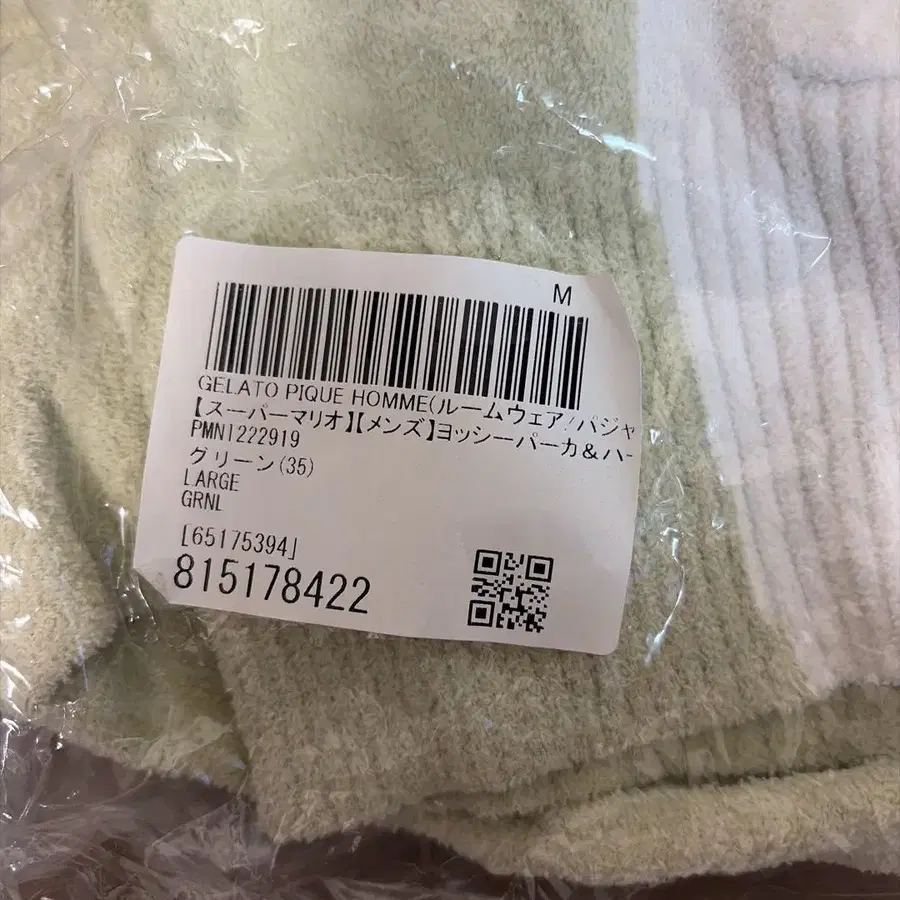 M
GELATO PIQUE HOMME(ルームウェア/パジャ
【スーパーマリオ】【メンズ】ヨッシーパーカ&ハー
PMNT222919
グリーン(35)
LARGE
GRNL
[65175394]
815178422